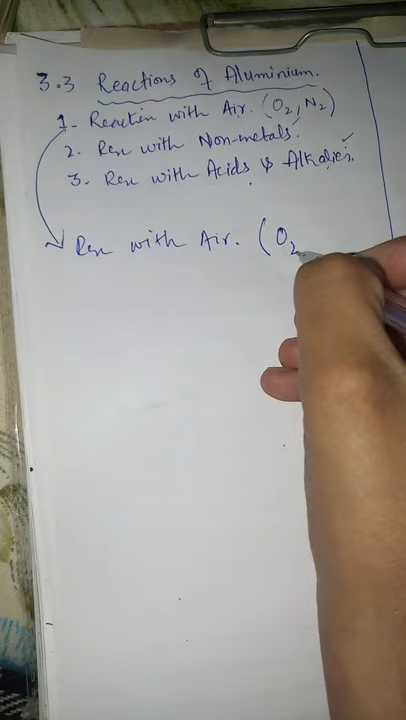 3.3 Reactions of Aluminium.
1. Reaction with Air. (O2, N2)
2. Rxn with Non-metals.
3. Rxn with Acids & Alkalies.
Rxn with Air. (O2